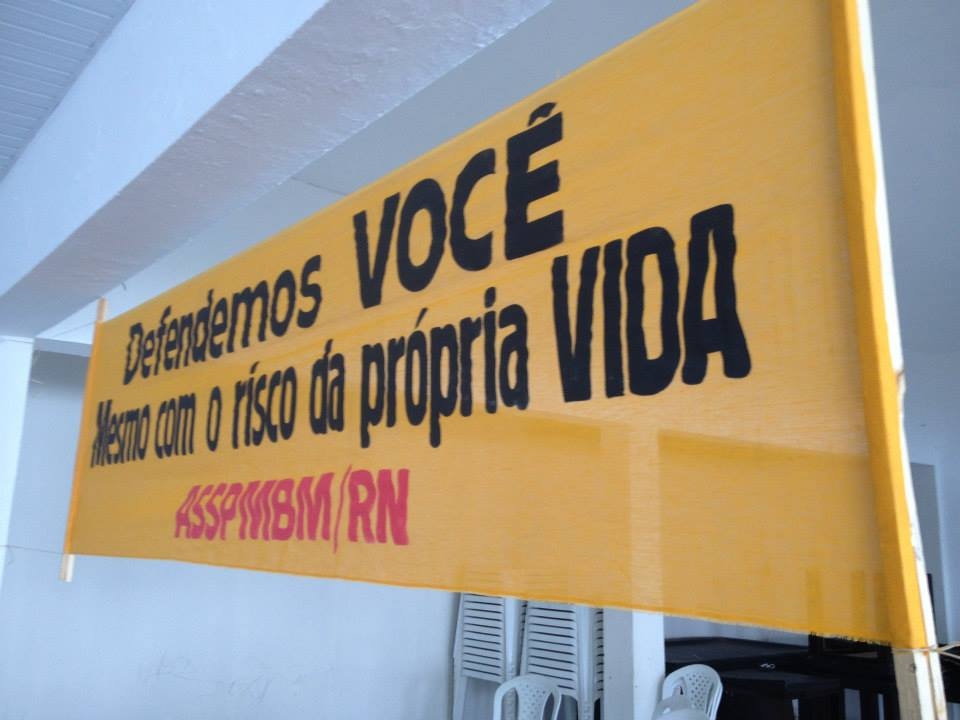 Defendemos VOCÊ
Mesmo com o risco da própria VIDA
ASSPMBM/RN